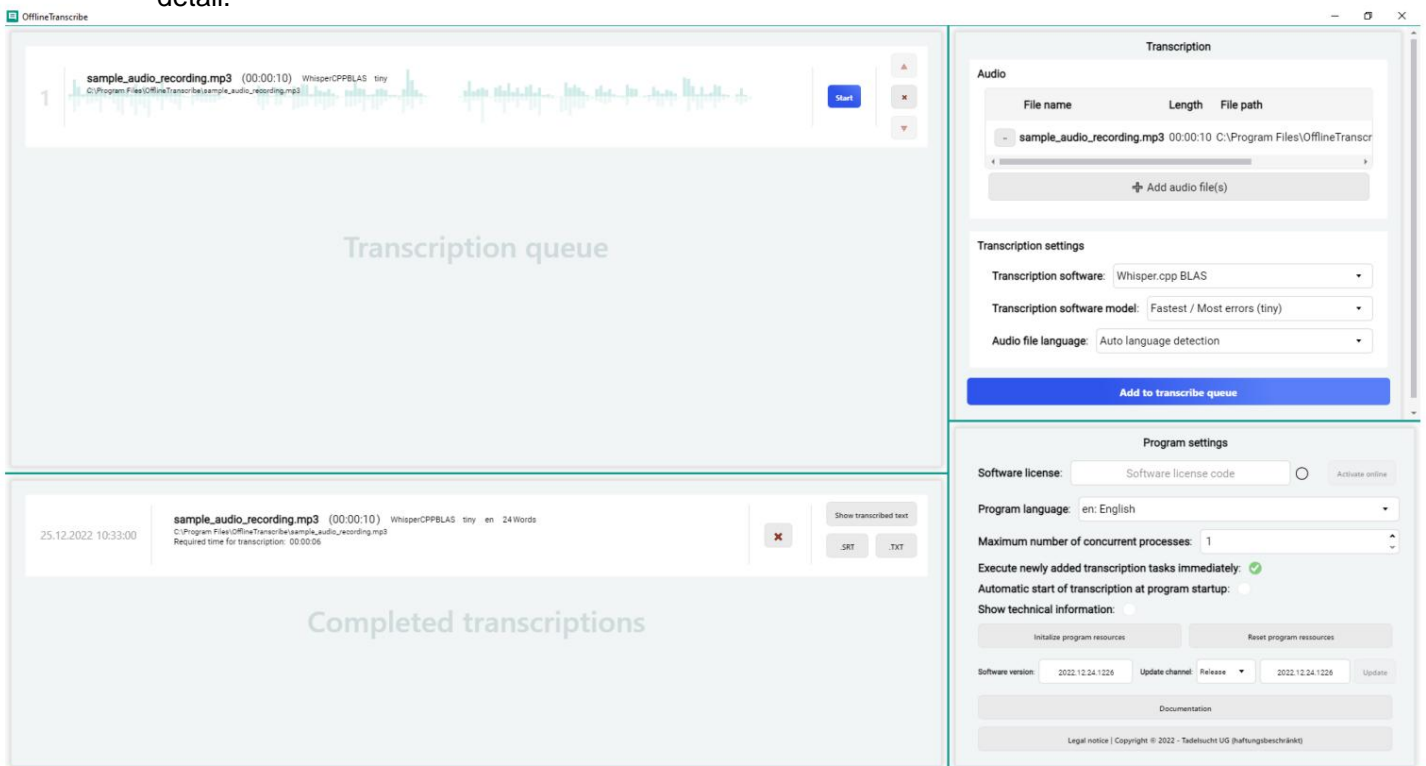 detail.
OfflineTranscribe
1
sample_audio_recording.mp3 (00:00:10) WhisperCPPBLAS tiny
C:\Program Files\OfflineTranscribe\sample_audio_recording.mp3
Start
Transcription queue
25.12.2022 10:33:00
sample_audio_recording.mp3 (00:00:10) WhisperCPPBLAS tiny en 24 Words
C:\Program Files\OfflineTranscribe\sample_audio_recording.mp3
Required time for transcription: 00:00:06
Show transcribed text
.SRT .TXT
Completed transcriptions
Transcription
Audio
File name Length File path
- sample_audio_recording.mp3 00:00:10 C:\Program Files\OfflineTranscr
Add audio file(s)
Transcription settings
Transcription software: Whisper.cpp BLAS
Transcription software model: Fastest / Most errors (tiny)
Audio file language: Auto language detection
Add to transcribe queue
Program settings
Software license: Software license code Activate online
Program language: en: English
Maximum number of concurrent processes: 1
Execute newly added transcription tasks immediately:
Automatic start of transcription at program startup:
Show technical information:
Initalize program resources Reset program ressources
Software version: 2022.12.24.1226 Update channel: Release 2022.12.24.1226 Update
Documentation
Legal notice | Copyright © 2022 - Tadelsucht UG (haftungsbeschränkt)